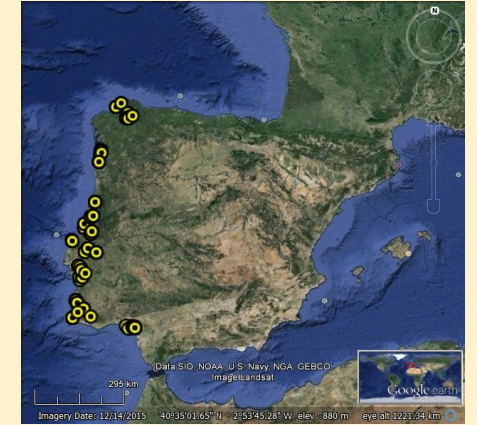 N
Data SIO, NOAA, U.S. Navy, NGA, GEBCO
Image Landsat
295 km
Google earth
Imagery Date: 12/14/2015 40°35'01.65" N 2°53'45.28" W elev 880 m eye alt 1221.34 km